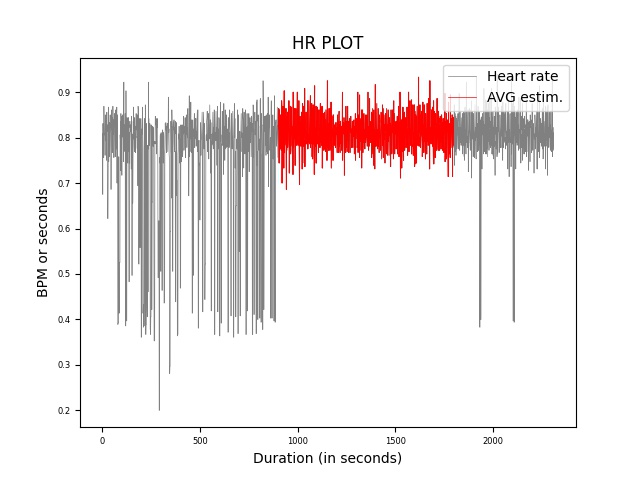 HR PLOT
Heart rate
AVG estim.
BPM or seconds
0.9
0.8
0.7
0.6
0.5
0.4
0.3
0.2
0 500 1000 1500 2000
Duration (in seconds)